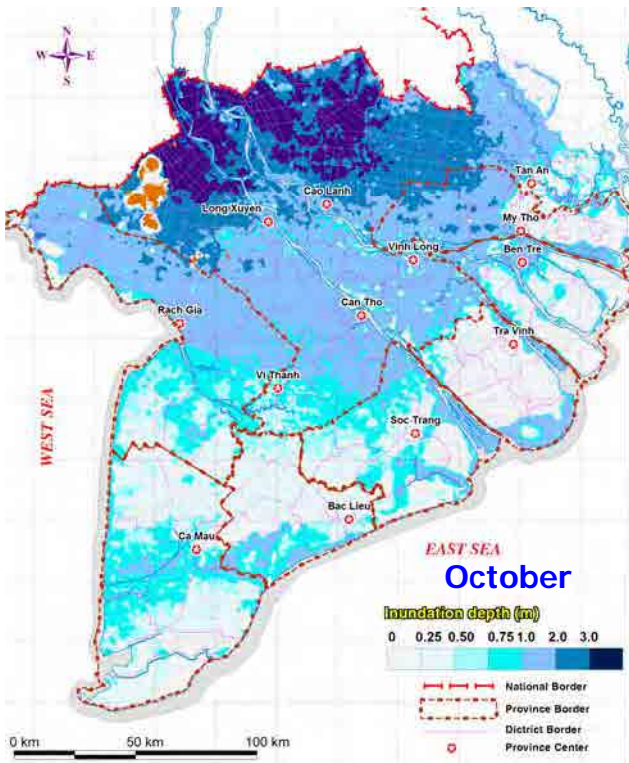 N
W E
S
Tan An
Cao Lanh
Long Xuyen
My Tho
Vinh Long
Ben Tre
Rach Gia
Can Tho
Tra Vinh
Vi Thanh
WEST SEA
Soc Trang
Bac Lieu
Ca Mau
EAST SEA
October
Inundation depth (m)
0 0.25 0.50 0.75 1.0 2.0 3.0
National Border
Province Border
Dictrict Border
Province Center
0 km 50 km 100 km